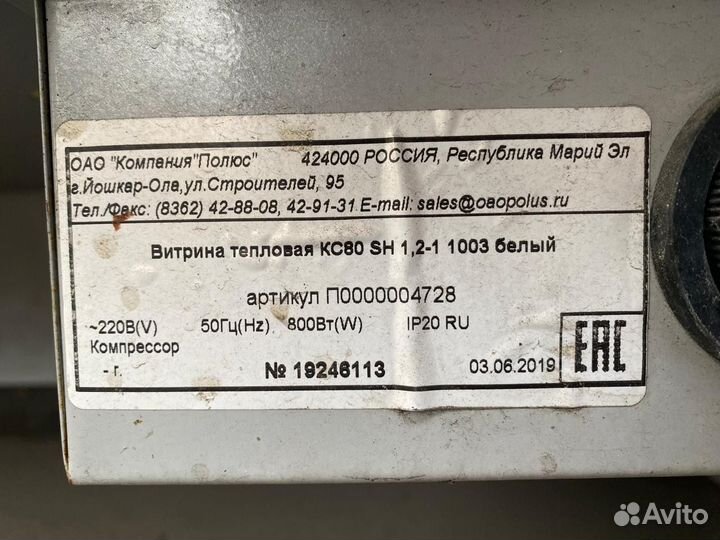 ОАО "Компания"Полюс" 424000 РОССИЯ, Республика Марий Эл
г.Йошкар-Ола,ул.Строителей, 95
Тел./Факс: (8362) 42-88-08, 42-91-31 E-mail: sales@oaopolus.ru
Витрина тепловая КС80 SH 1,2-1 1003 белый
артикул П0000004728
~220В(V) 50Гц(Hz) 800Вт(W) IP20 RU
Компрессор
- г. № 19246113 03.06.2019 EAC
Avito